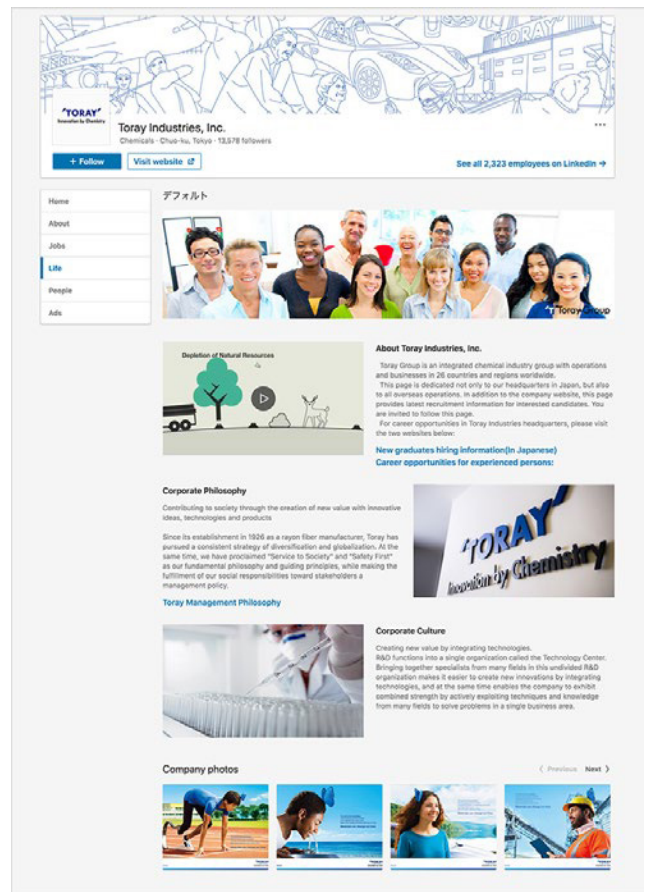 TORAY
'TORAY'
Innovation by Chemistry
Toray Industries, Inc.
Chemicals · Chuo-ku, Tokyo · 13,578 followers
+ Follow
Visit website
See all 2,323 employees on LinkedIn →
Home
About
Jobs
Life
People
Ads
デフォルト
Toray Group
Depletion of Natural Resources
About Toray Industries, Inc.
Toray Group is an integrated chemical industry group with operations
and businesses in 26 countries and regions worldwide.
This page is dedicated not only to our headquarters in Japan, but also
to all overseas operations. In addition to the company website, this page
provides latest recruitment information for interested candidates. You
are invited to follow this page.
For career opportunities in Toray Industries headquarters, please visit
the two websites below:
New graduates hiring information(In Japanese)
Career opportunities for experienced persons:
Corporate Philosophy
Contributing to society through the creation of new value with innovative
ideas, technologies and products
Since its establishment in 1926 as a rayon fiber manufacturer, Toray has
pursued a consistent strategy of diversification and globalization. At the
same time, we have proclaimed "Service to Society" and "Safety First"
as our fundamental philosophy and guiding principles, while making the
fulfillment of our social responsibilities toward stakeholders a
management policy.
Toray Management Philosophy
'TORAY'
Innovation by Chemistry
Corporate Culture
Creating new value by integrating technologies.
R&D functions into a single organization called the Technology Center.
Bringing together specialists from many fields in this undivided R&D
organization makes it easier to create new innovations by integrating
technologies, and at the same time enables the company to exhibit
combined strength by actively exploiting techniques and knowledge
from many fields to solve problems in a single business area.
Company photos
< Previous
Next >